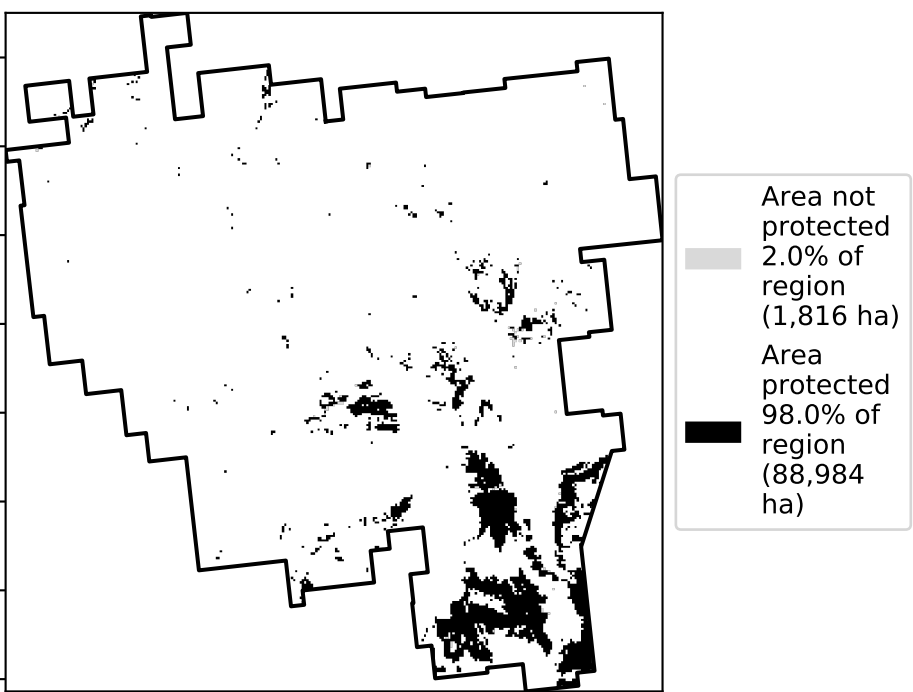 Area not
protected
2.0% of
region
(1,816 ha)
Area
protected
98.0% of
region
(88,984
ha)